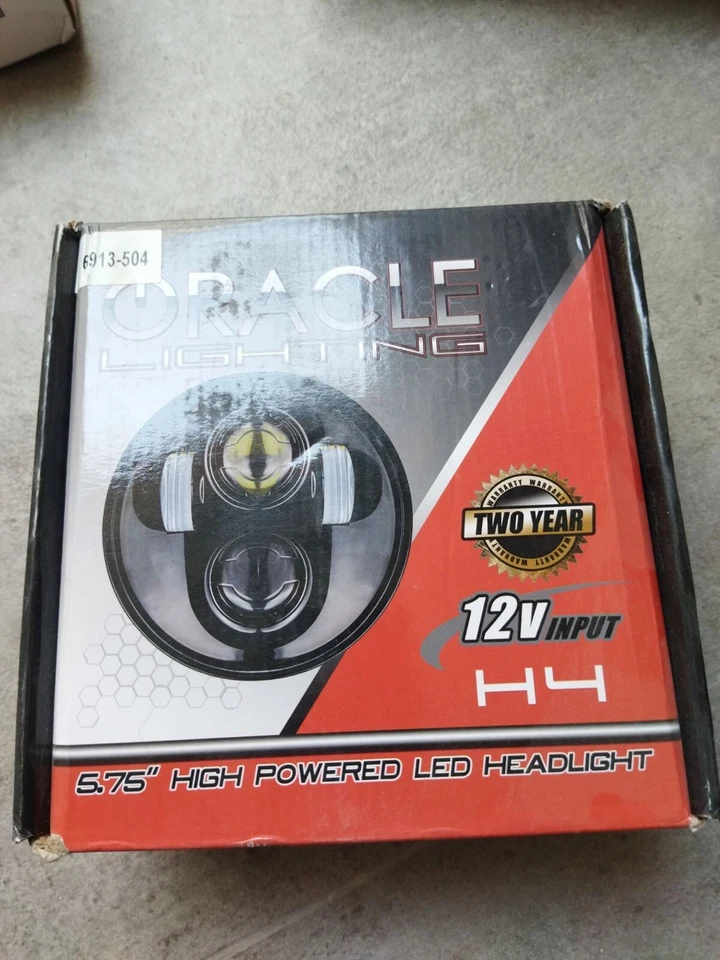 6913-504
ORACLE
LIGHTING
WARRANTY WARRANTY
TWO YEAR
WARRANTY WARRANTY
12V INPUT
H4
5.75" HIGH POWERED LED HEADLIGHT